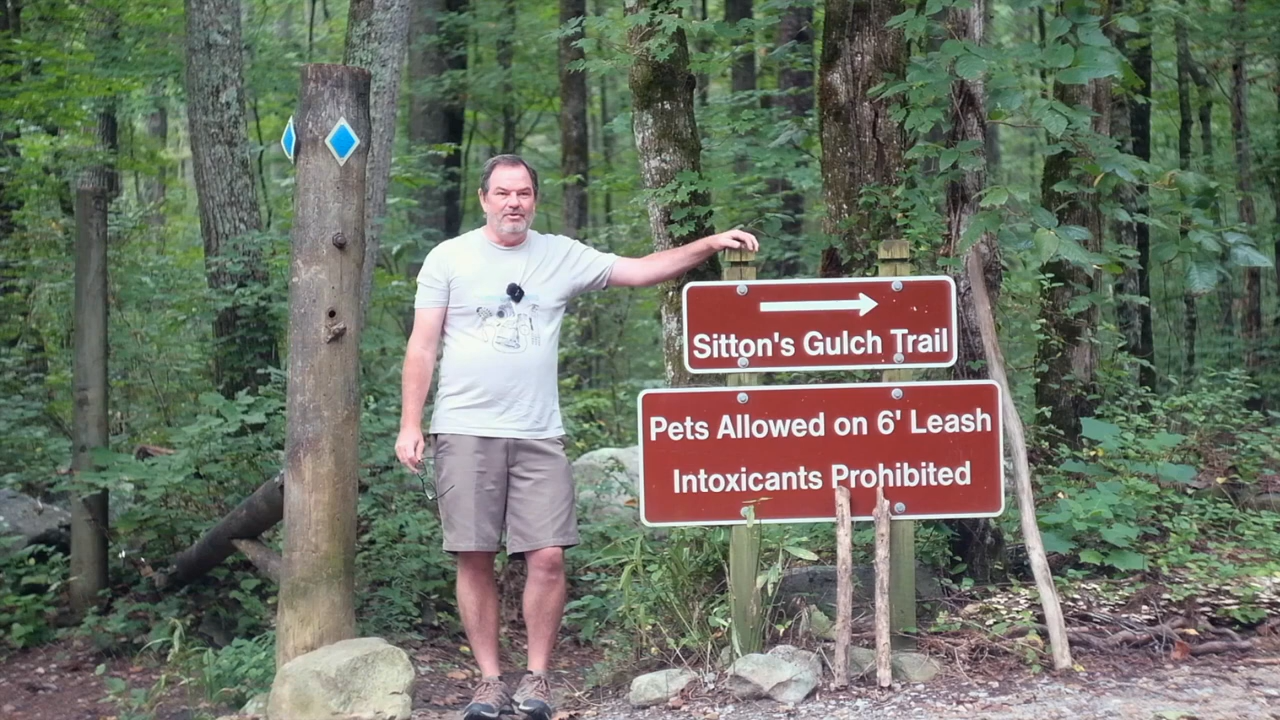 Sitton's Gulch Trail
Pets Allowed on 6' Leash
Intoxicants Prohibited